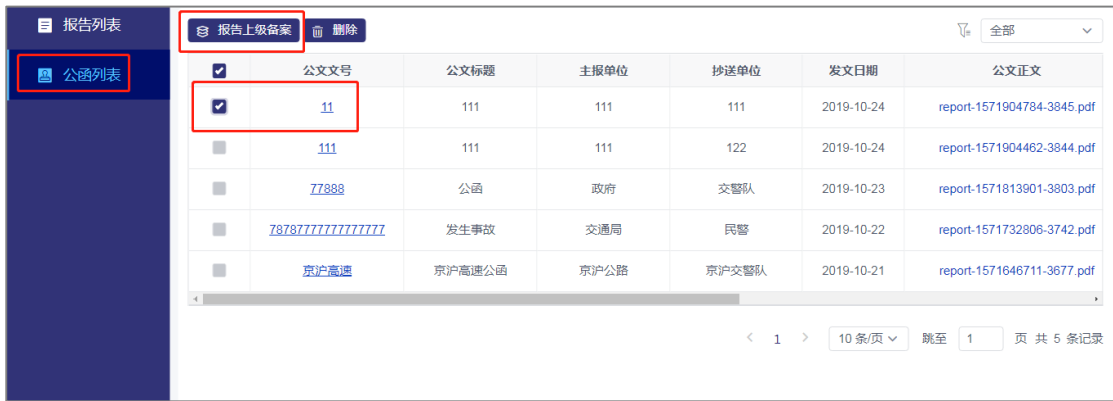 报告列表
公函列表
报告上级备案 删除 全部
公文文号 公文标题 主报单位 抄送单位 发文日期 公文正文
11 111 111 111 2019-10-24 report-1571904784-3845.pdf
111 111 111 122 2019-10-24 report-1571904462-3844.pdf
77888 公函 政府 交警队 2019-10-23 report-1571813901-3803.pdf
78787777777777777 发生事故 交通局 民警 2019-10-22 report-1571732806-3742.pdf
京沪高速 京沪高速公函 京沪公路 京沪交警队 2019-10-21 report-1571646711-3677.pdf
1 10 条/页 跳至 1 页 共 5 条记录